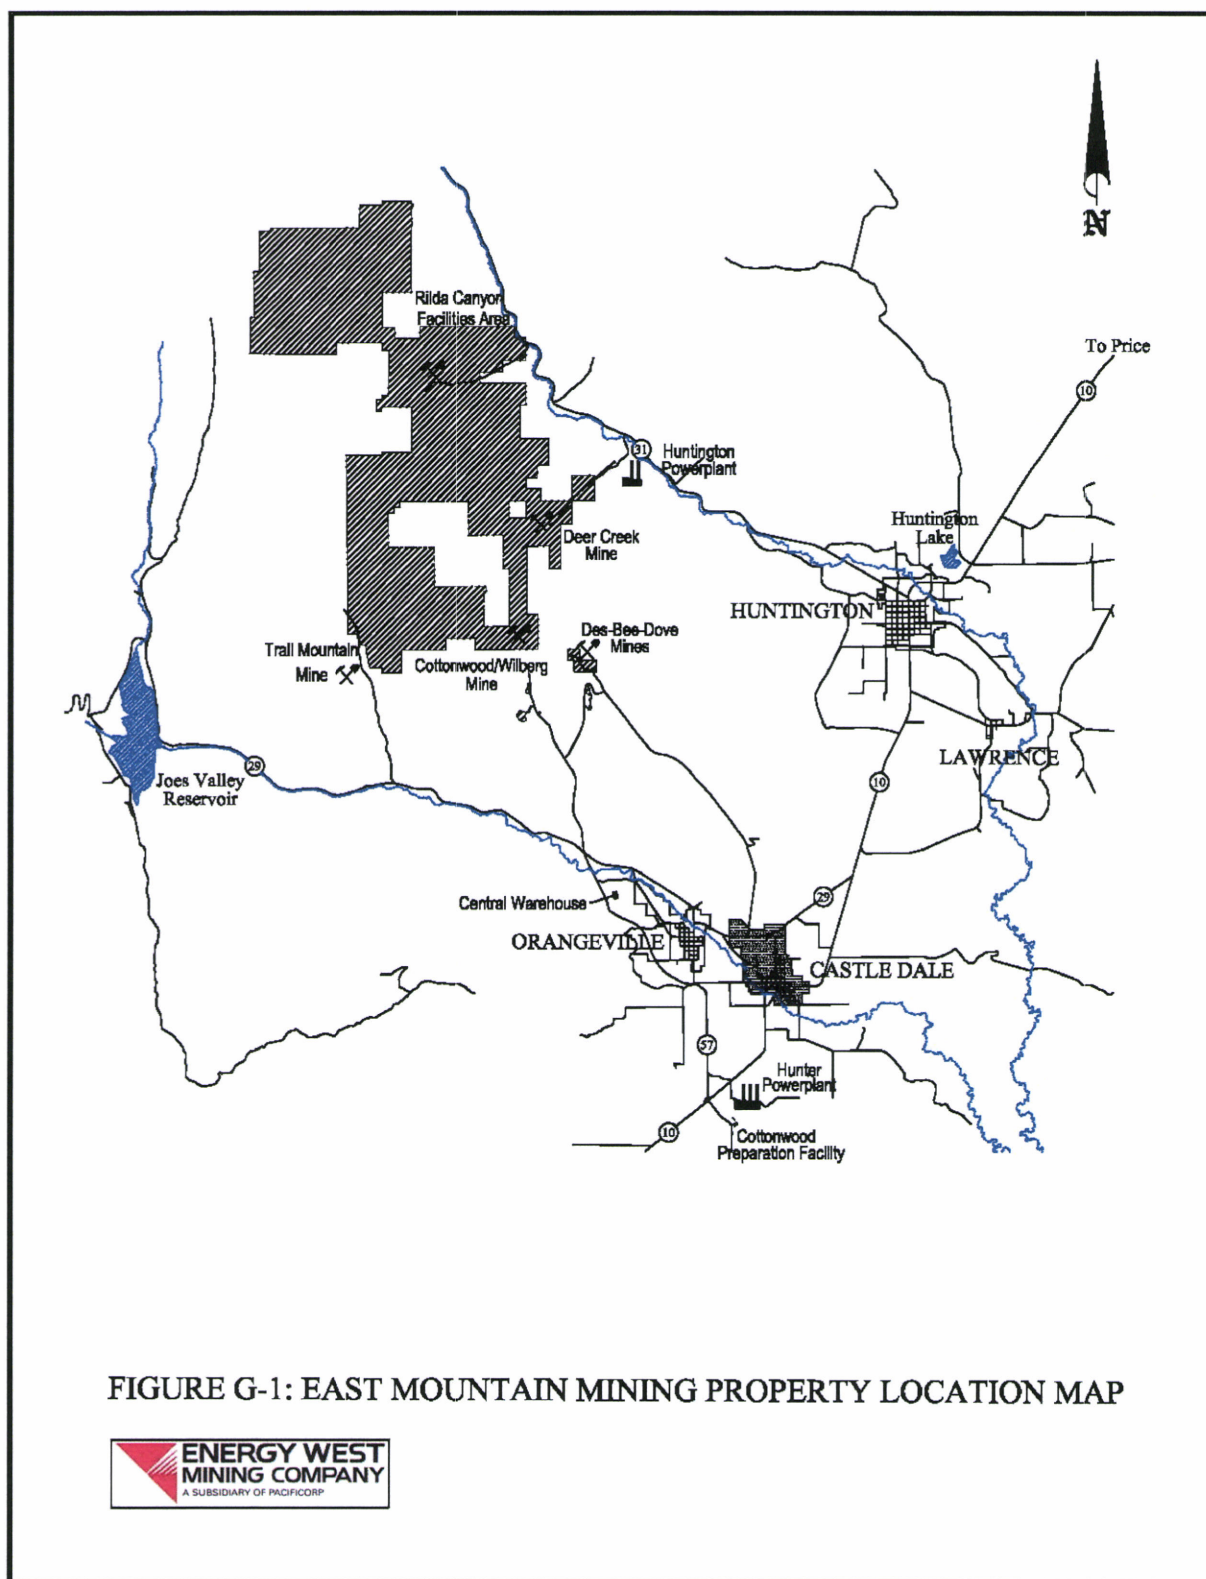 N
Rilda Canyon
Facilities Area
To Price
10
31
Huntington
Powerplant
Huntington
Lake
Deer Creek
Mine
HUNTINGTON
Des-Bee-Dove
Mines
Trail Mountain
Mine
Cottonwood/Wilberg
Mine
LAWRENCE
29
Joes Valley
Reservoir
10
29
Central Warehouse
ORANGEVILLE
CASTLE DALE
57
Hunter
Powerplant
10
Cottonwood
Preparation Facility
FIGURE G-1: EAST MOUNTAIN MINING PROPERTY LOCATION MAP
ENERGY WEST
MINING COMPANY
A SUBSIDIARY OF PACIFICORP